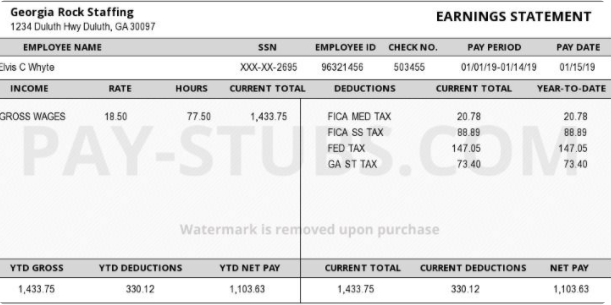 Georgia Rock Staffing
1234 Duluth Hwy Duluth, GA 30097
EARNINGS STATEMENT
EMPLOYEE NAME SSN EMPLOYEE ID CHECK NO. PAY PERIOD PAY DATE
Elvis C Whyte XXX-XX-2695 96321456 503455 01/01/19-01/14/19 01/15/19
INCOME RATE HOURS CURRENT TOTAL DEDUCTIONS CURRENT TOTAL YEAR-TO-DATE
GROSS WAGES 18.50 77.50 1,433.75 FICA MED TAX 20.78 20.78
FICA SS TAX 88.89 88.89
FED TAX 147.05 147.05
GA ST TAX 73.40 73.40
PAY-STUBS.COM
Watermark is removed upon purchase
YTD GROSS YTD DEDUCTIONS YTD NET PAY CURRENT TOTAL CURRENT DEDUCTIONS NET PAY
1,433.75 330.12 1,103.63 1,433.75 330.12 1,103.63